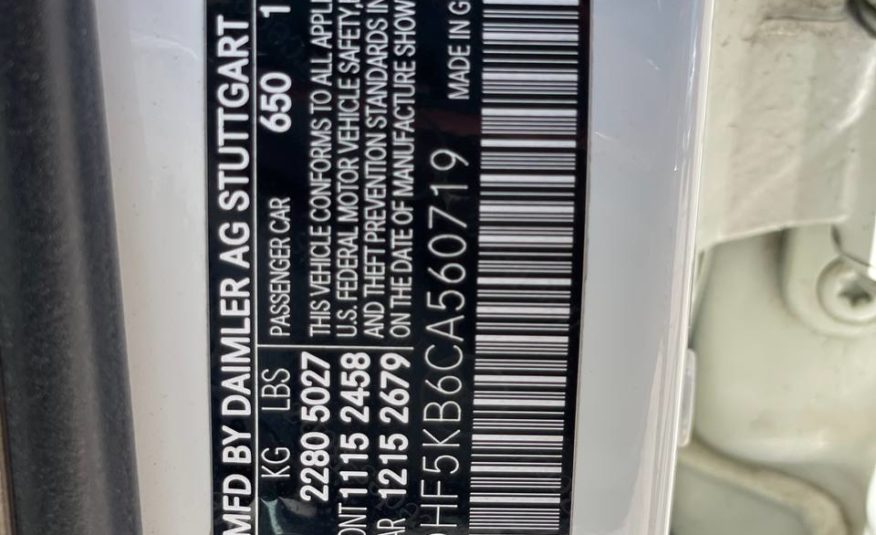 MFD BY DAIMLER AG STUTTGART
KG LBS PASSENGER CAR 650 1
2280 5027 THIS VEHICLE CONFORMS TO ALL APPLI
1115 2458 U.S. FEDERAL MOTOR VEHICLE SAFETY,
1215 2679 AND THEFT PREVENTION STANDARDS IN
ON THE DATE OF MANUFACTURE SHOW
HF5KB6CA560719 MADE IN G